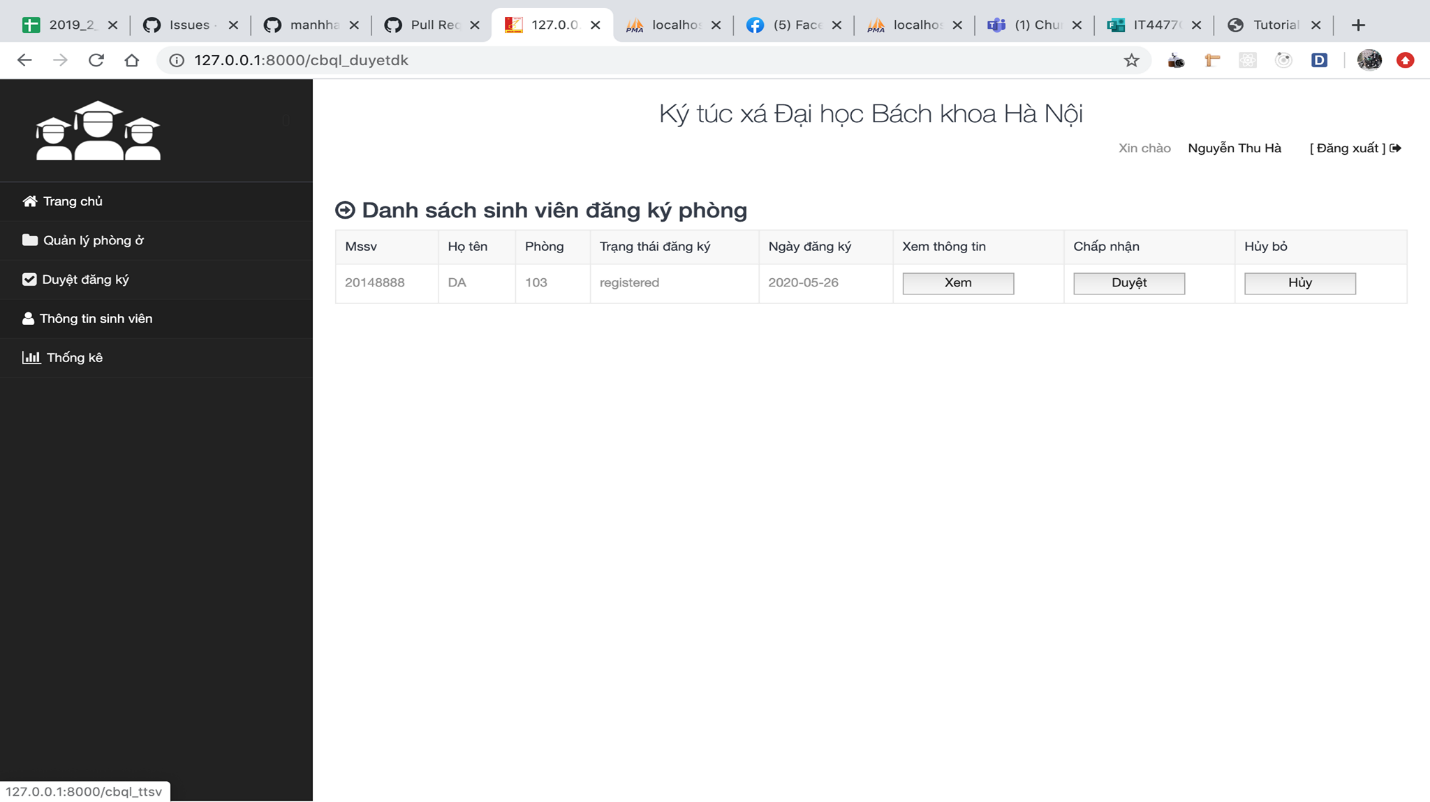 2019_2_
Issues ·
manhha
Pull Rec
127.0.0.
localhos
(5) Face
localhos
(1) Chu
IT4477
Tutorial
127.0.0.1:8000/cbql_duyetdk
D
Ký túc xá Đại học Bách khoa Hà Nội
Xin chào Nguyễn Thu Hà [ Đăng xuất ]
Trang chủ
Quản lý phòng ở
Duyệt đăng ký
Thông tin sinh viên
Thống kê
Danh sách sinh viên đăng ký phòng
Mssv Họ tên Phòng Trạng thái đăng ký Ngày đăng ký Xem thông tin Chấp nhận Hủy bỏ
20148888 DA 103 registered 2020-05-26 Xem Duyệt Hủy
127.0.0.1:8000/cbql_ttsv